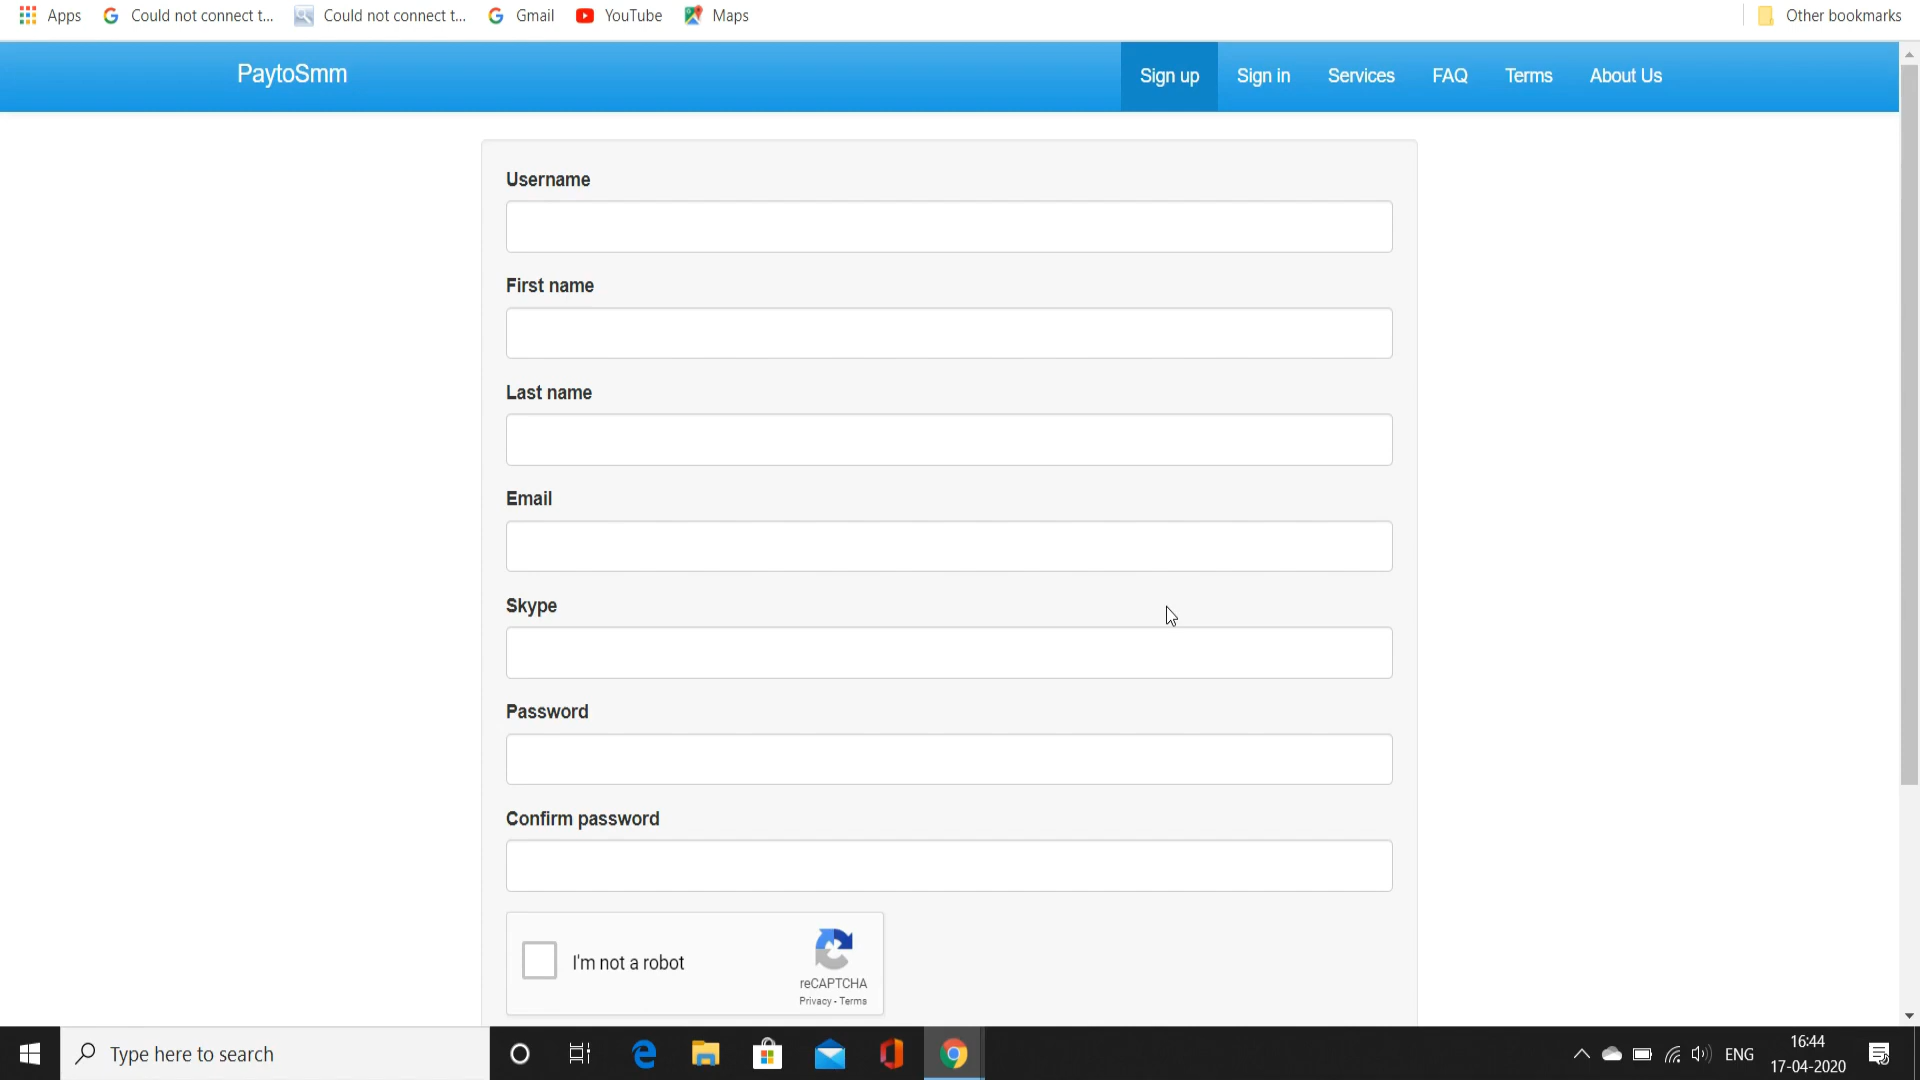 Apps Could not connect t... Could not connect t... Gmail YouTube Maps Other bookmarks
PaytoSmm Sign up Sign in Services FAQ Terms About Us
Username
First name
Last name
Email
Skype
Password
Confirm password
I'm not a robot
reCAPTCHA
Privacy - Terms
Type here to search ENG 16:44
17-04-2020